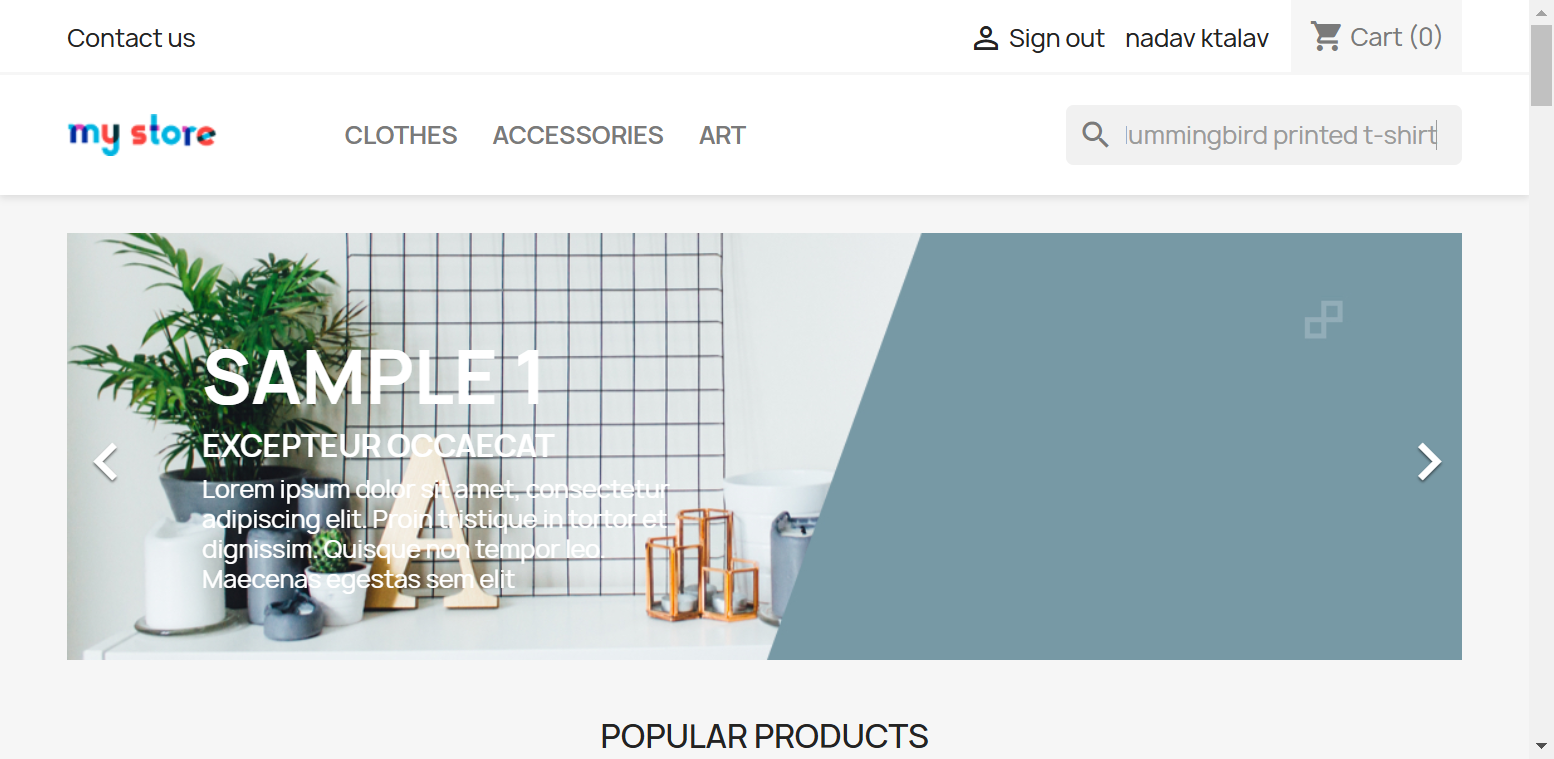 Contact us
Sign out
nadav ktalav
Cart (0)
my store
CLOTHES
ACCESSORIES
ART
ummingbird printed t-shirt
SAMPLE 1
EXCEPTEUR OCCAECAT
Lorem ipsum dolor sit amet, consectetur
adipiscing elit. Proin tristique in tortor et
dignissim. Quisque non tempor leo.
Maecenas egestas sem elit
A
POPULAR PRODUCTS